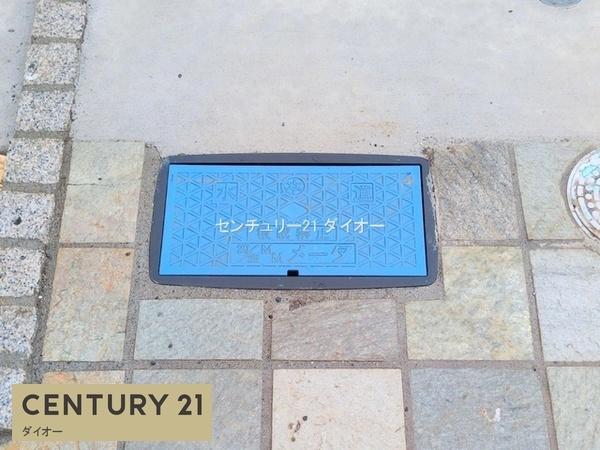 水 道
センチュリー21 ダイオー
20 M/M メータ
CENTURY 21
ダイオー